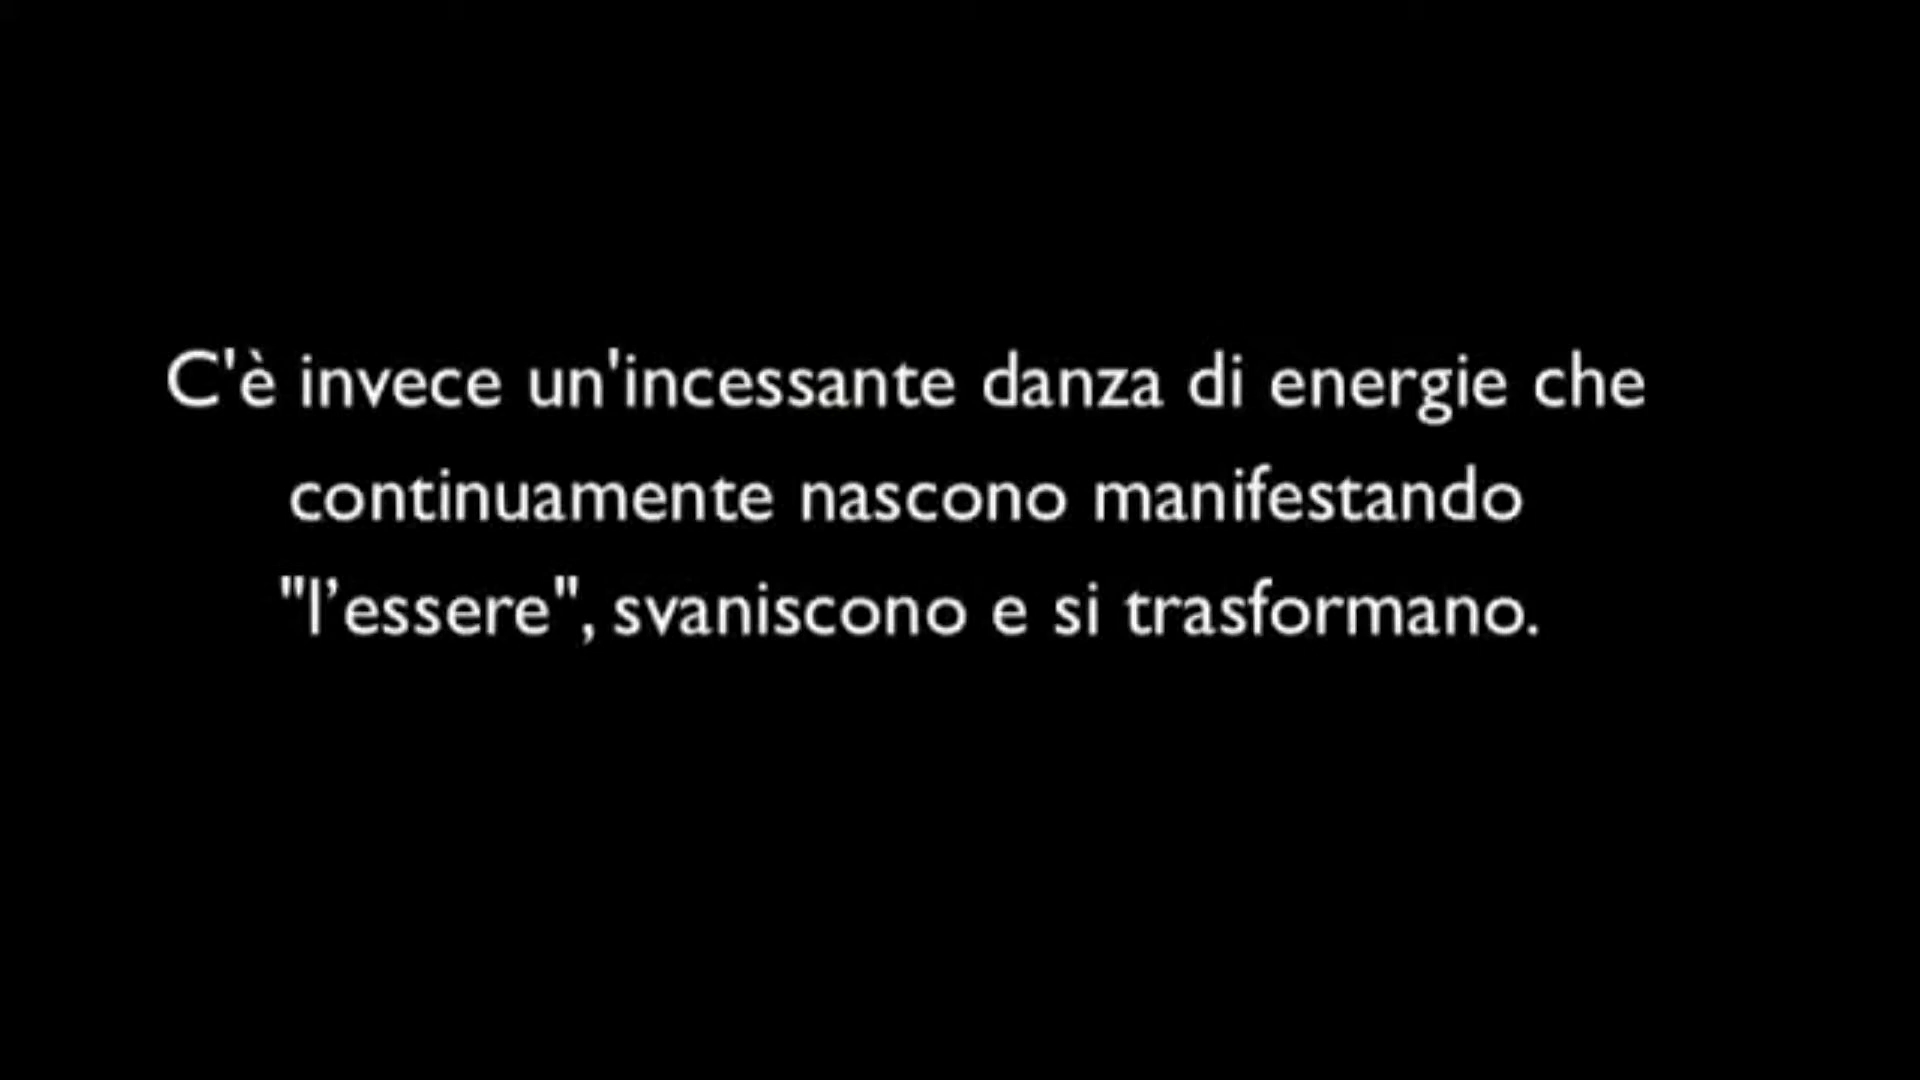 C'è invece un'incessante danza di energie che
continuamente nascono manifestando
"l’essere", svaniscono e si trasformano.